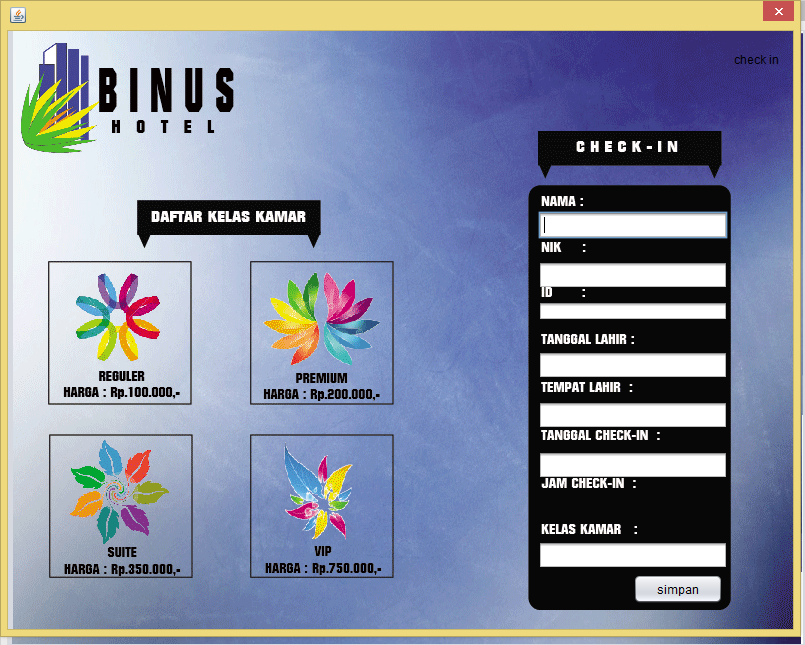 check in
BINUS
HOTEL
CHECK-IN
DAFTAR KELAS KAMAR
REGULER
HARGA : Rp.100.000,-
PREMIUM
HARGA : Rp.200.000,-
SUITE
HARGA : Rp.350.000,-
VIP
HARGA : Rp.750.000,-
NAMA :
NIK :
ID :
TANGGAL LAHIR :
TEMPAT LAHIR :
TANGGAL CHECK-IN :
JAM CHECK-IN :
KELAS KAMAR :
simpan